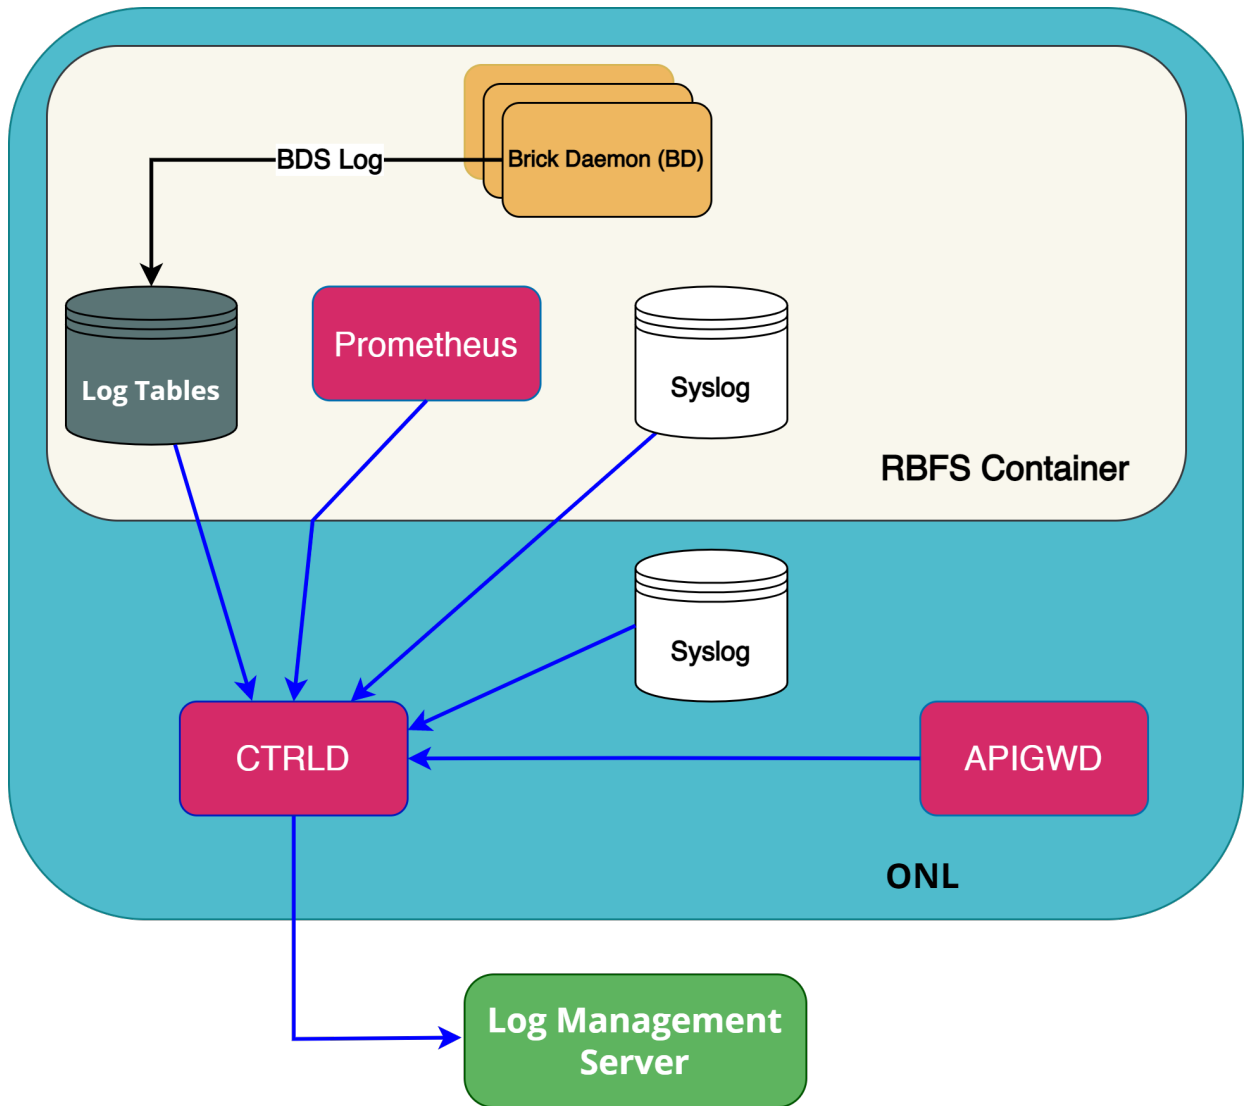 BDS Log
Brick Daemon (BD)
Log Tables
Prometheus
Syslog
RBFS Container
Syslog
CTRLD
APIGWD
ONL
Log Management
Server